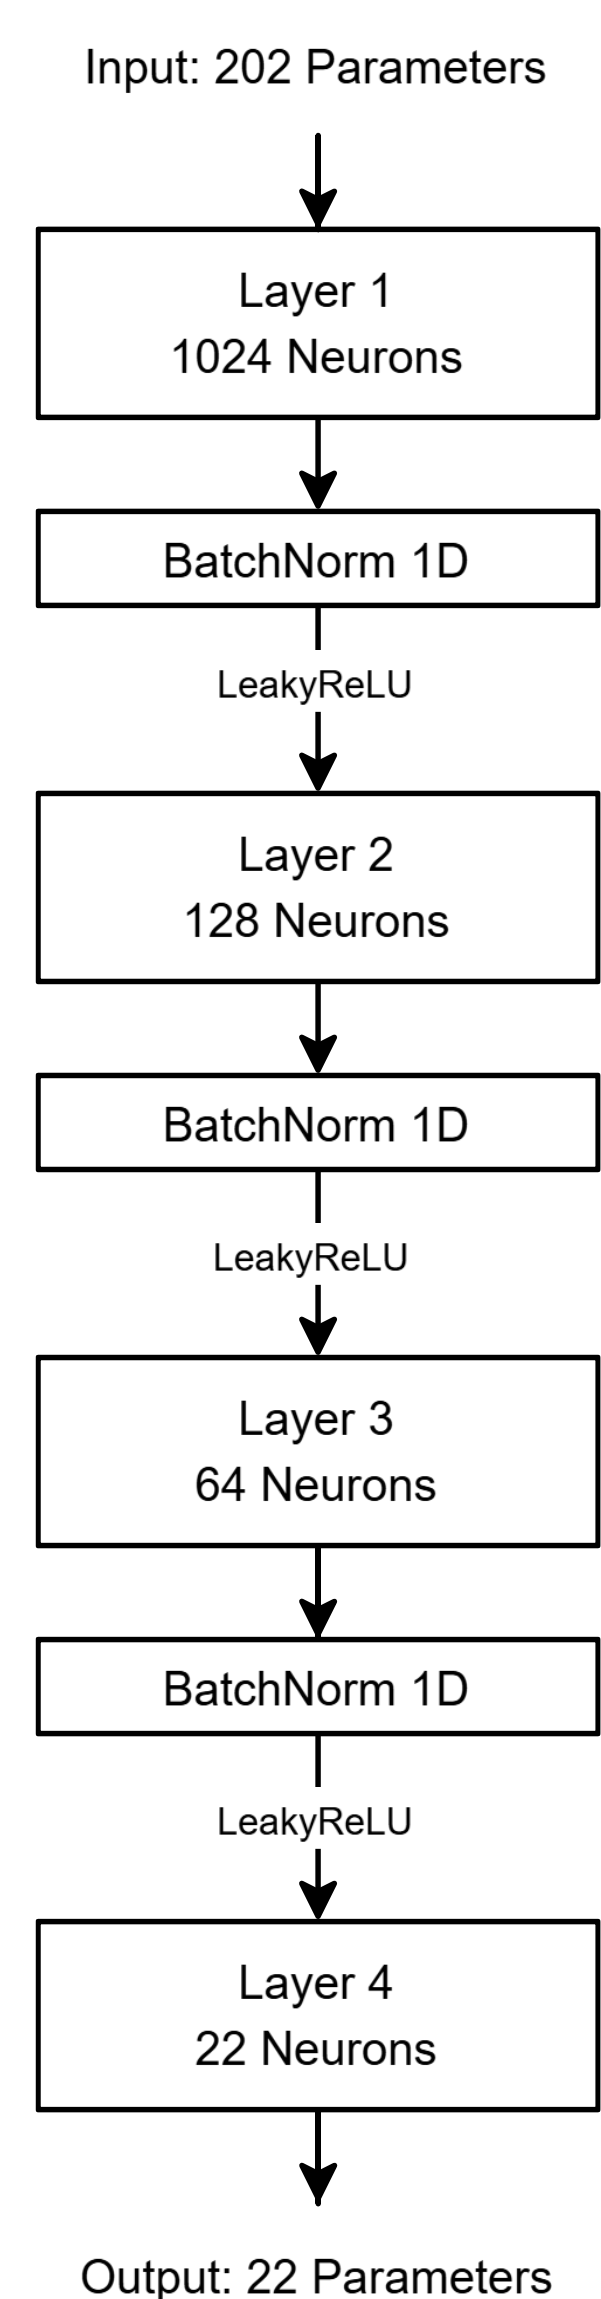 Input: 202 Parameters
Layer 1
1024 Neurons
BatchNorm 1D
LeakyReLU
Layer 2
128 Neurons
BatchNorm 1D
LeakyReLU
Layer 3
64 Neurons
BatchNorm 1D
LeakyReLU
Layer 4
22 Neurons
Output: 22 Parameters